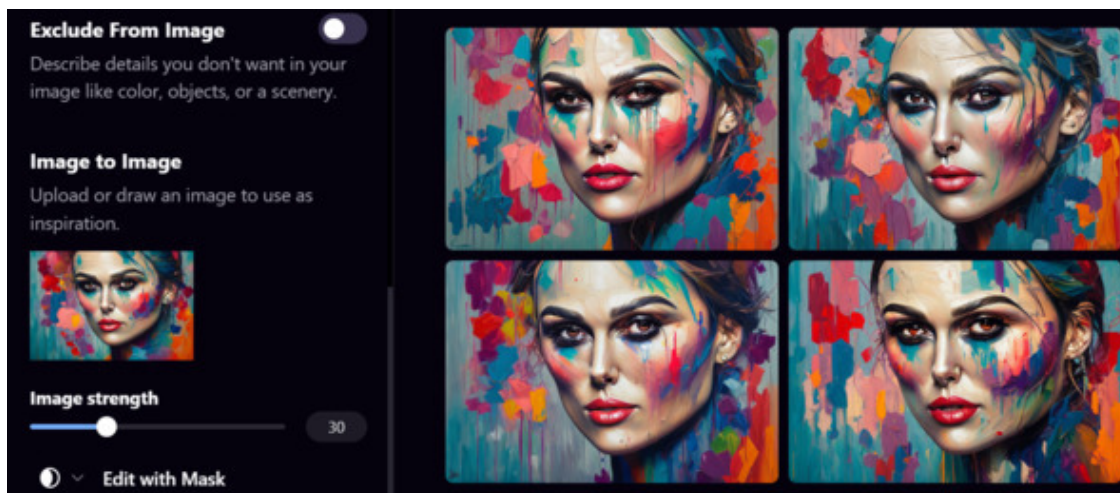 Exclude From Image
Describe details you don't want in your
image like color, objects, or a scenery.
Image to Image
Upload or draw an image to use as
inspiration.
Image strength
30
Edit with Mask